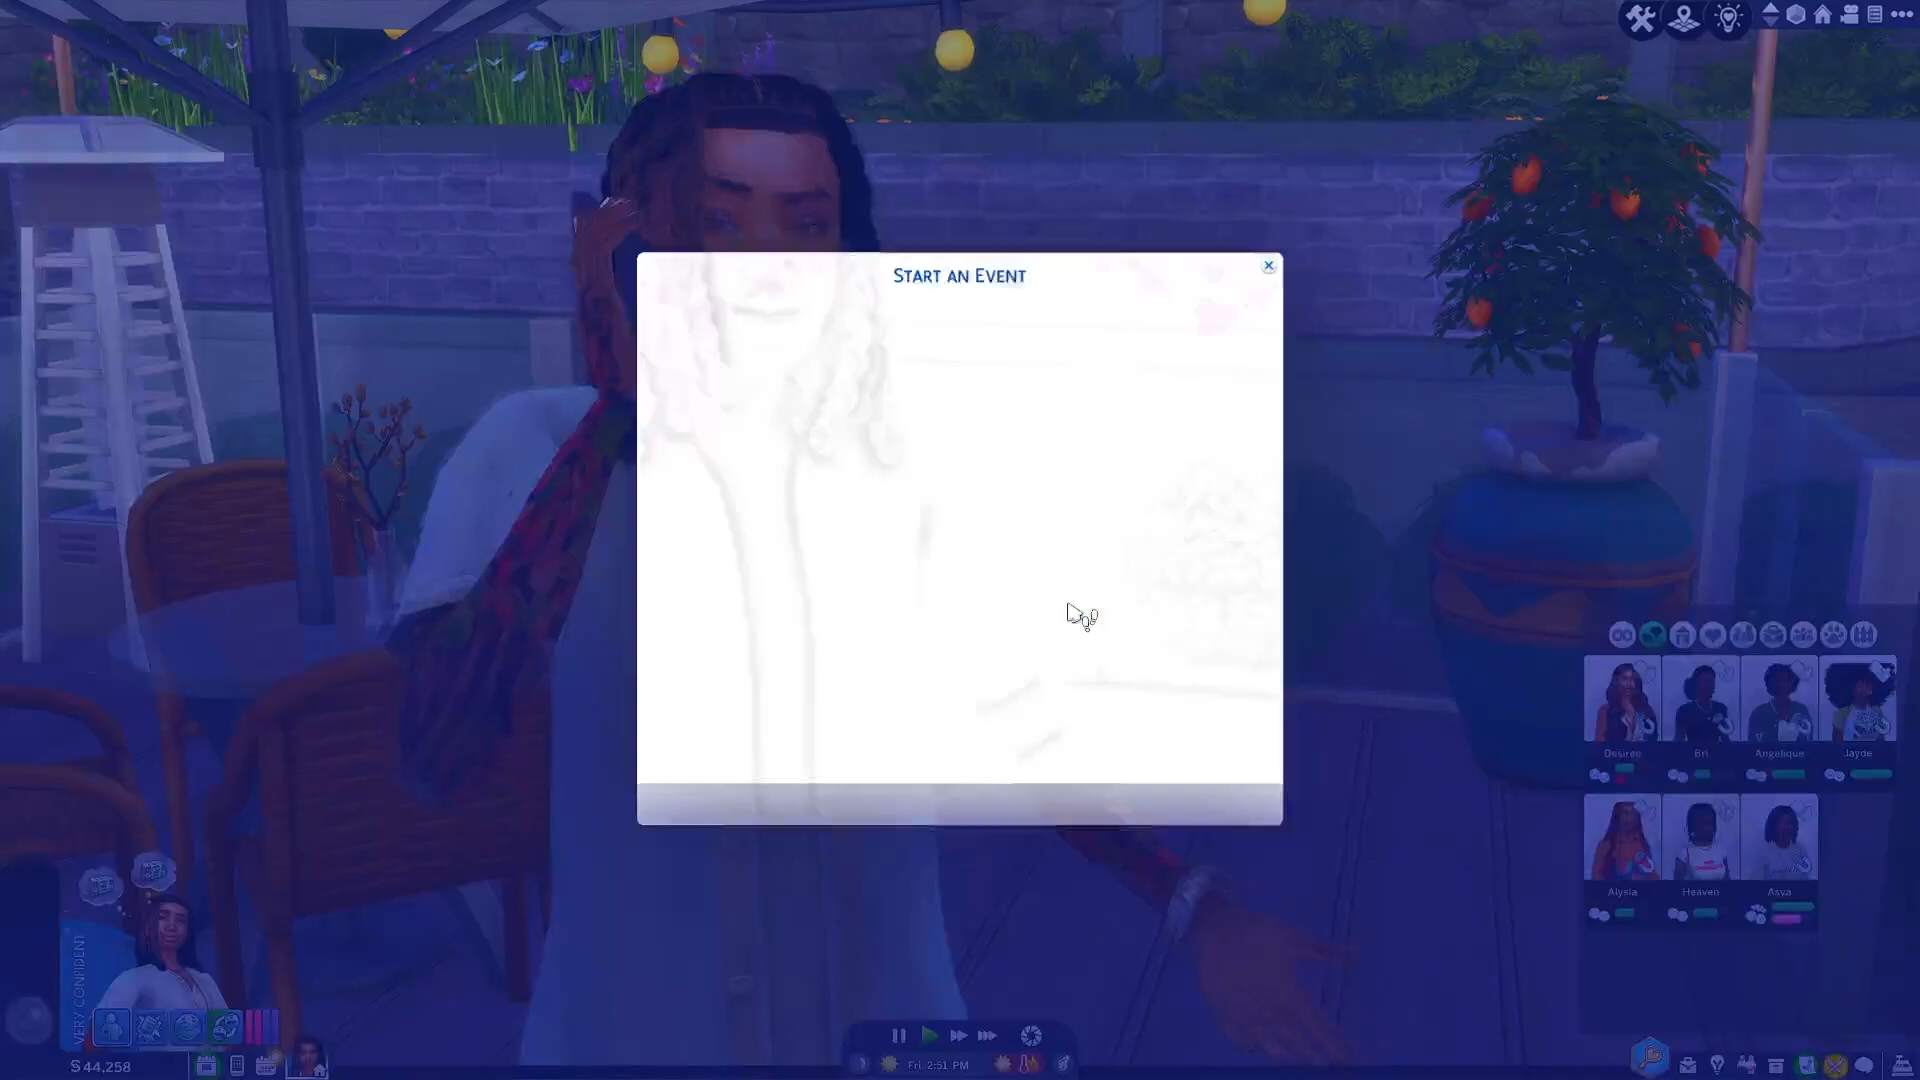 START AN EVENT
Desiree
Bri
Angelique
Jayde
Alysia
Heaven
Asya
VERY CONFIDENT
§44,258
Fri. 2:51 PM